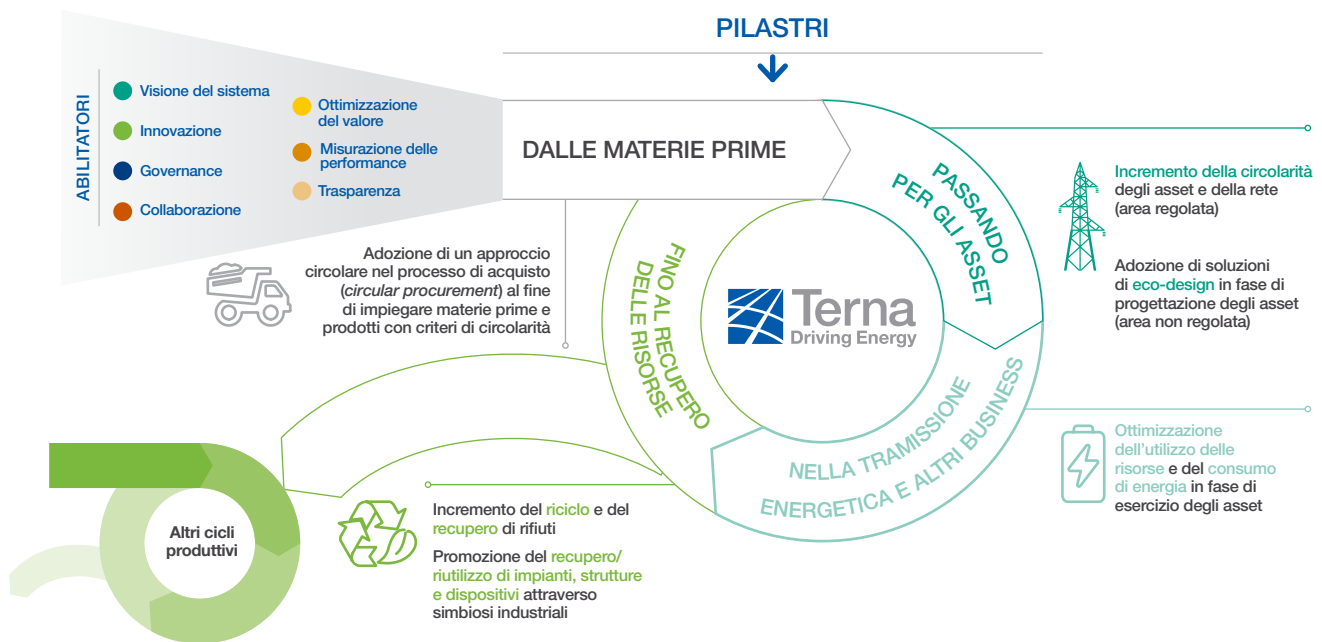 PILASTRI
ABILITATORI
Visione del sistema
Innovazione
Governance
Collaborazione
Ottimizzazione
del valore
Misurazione delle
performance
Trasparenza
DALLE MATERIE PRIME
PASSANDO
PER GLI ASSET
Incremento della circolarità
degli asset e della rete
(area regolata)
Adozione di soluzioni
di eco-design in fase di
progettazione degli asset
(area non regolata)
Adozione di un approccio
circolare nel processo di acquisto
(circular procurement) al fine
di impiegare materie prime e
prodotti con criteri di circolarità
FINO AL RECUPERO
DELLE RISORSE
Terna
Driving Energy
NELLA TRAMISSIONE
ENERGETICA E ALTRI BUSINESS
Ottimizzazione
dell'utilizzo delle
risorse e del consumo
di energia in fase di
esercizio degli asset
Altri cicli
produttivi
Incremento del riciclo e del
recupero di rifiuti
Promozione del recupero/
riutilizzo di impianti, strutture
e dispositivi attraverso
simbiosi industriali